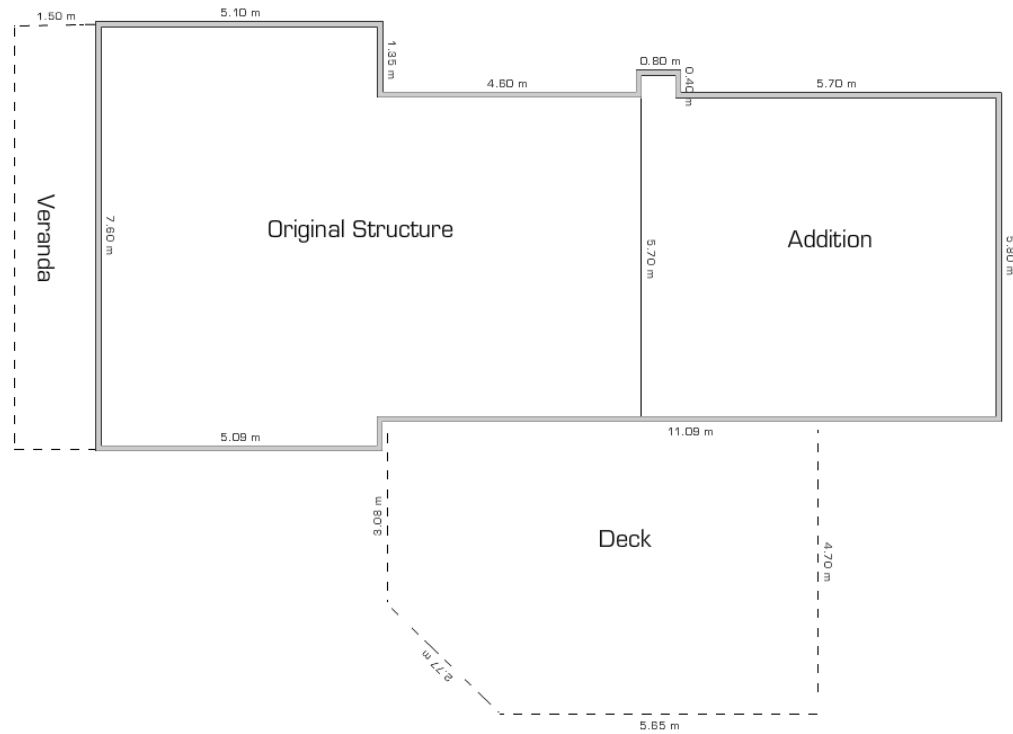 1.50 m
5.10 m
1.35 m
4.60 m
0.80 m
0.40 m
5.70 m
Veranda
7.60 m
Original Structure
5.70 m
Addition
5.80 m
5.09 m
11.09 m
3.08 m
Deck
4.70 m
2.77 m
5.65 m